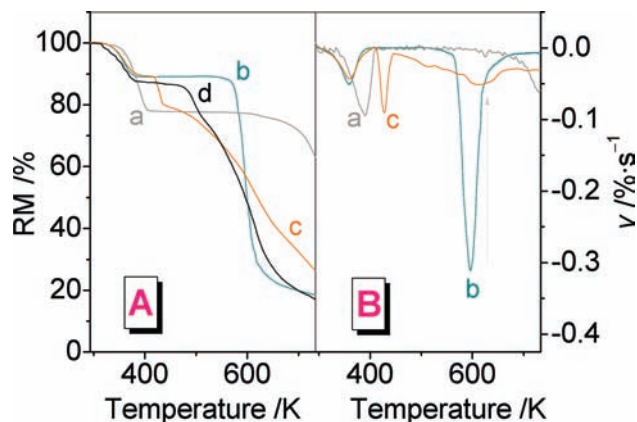 100
80
60
40
20
0
RM /%
a
b
d
c
A
400
600
Temperature /K
0.0
-0.1
-0.2
-0.3
-0.4
v /%·s⁻¹
a
c
b
B
400
600
Temperature /K